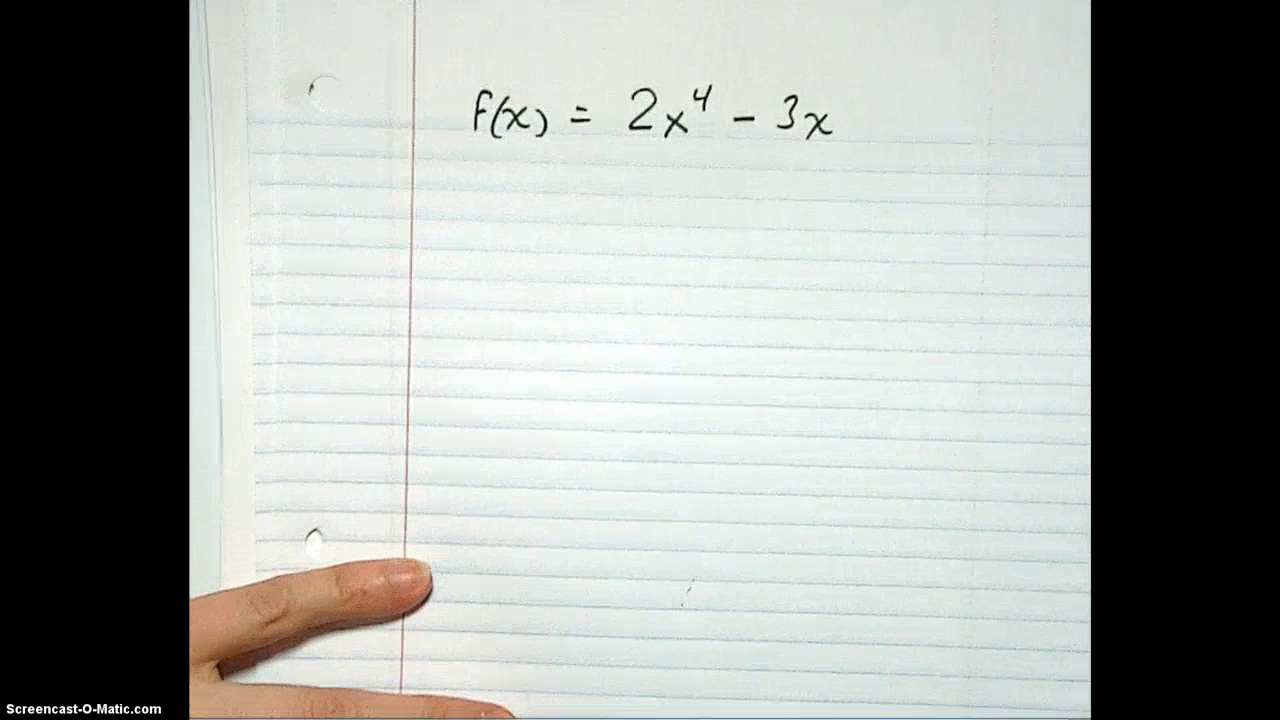 f(x) = 2x⁴ - 3x
Screencast-O-Matic.com